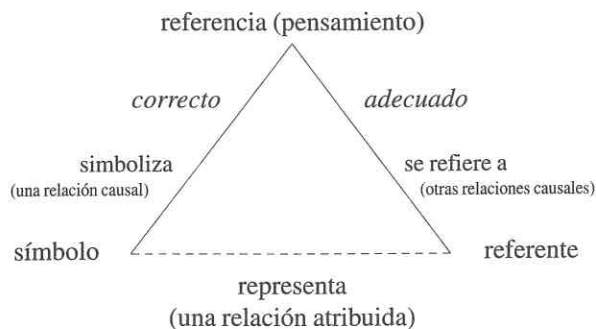 referencia (pensamiento)
correcto
adecuado
simboliza
(una relación causal)
se refiere a
(otras relaciones causales)
símbolo
referente
representa
(una relación atribuida)